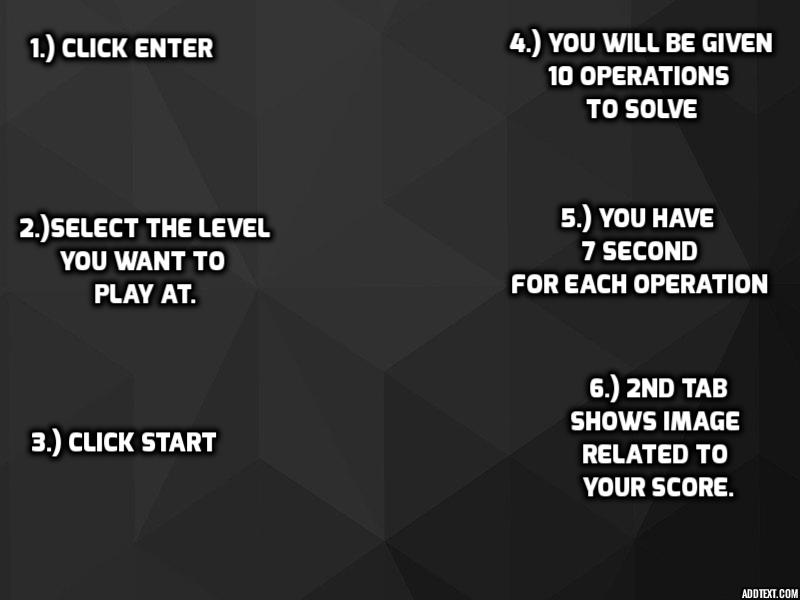 1.) CLICK ENTER
2.)SELECT THE LEVEL
YOU WANT TO
PLAY AT.
3.) CLICK START
4.) YOU WILL BE GIVEN
10 OPERATIONS
TO SOLVE
5.) YOU HAVE
7 SECOND
FOR EACH OPERATION
6.) 2ND TAB
SHOWS IMAGE
RELATED TO
YOUR SCORE.
ADDTEXT.COM